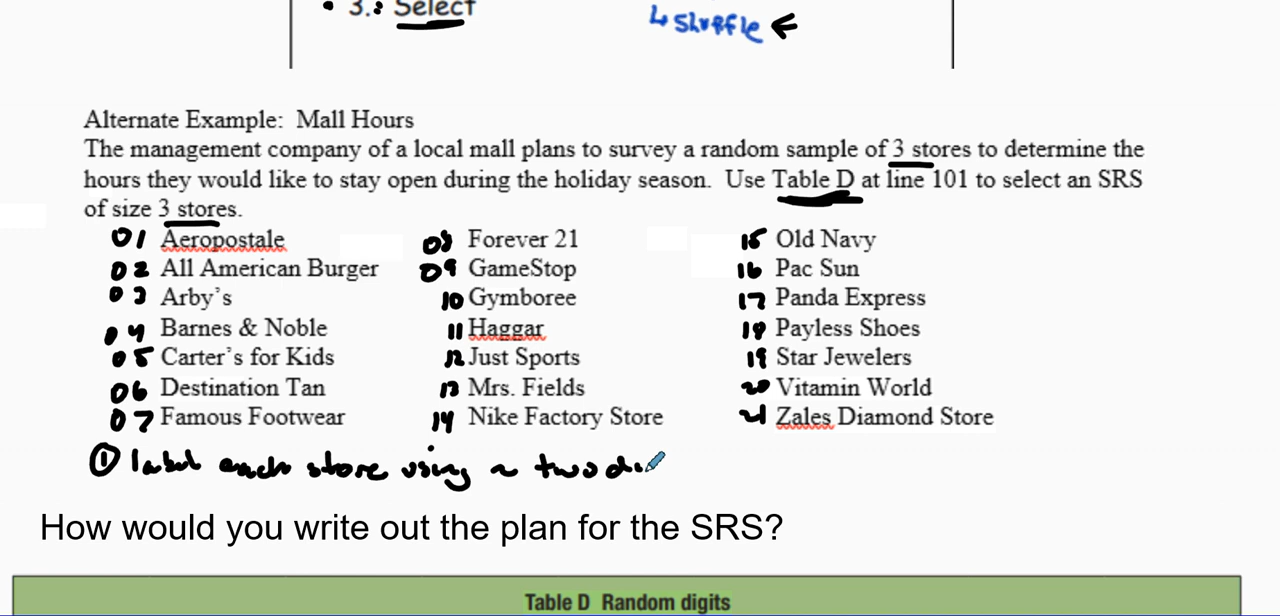 • 3.: Select
↳ Shuffle ←
Alternate Example: Mall Hours
The management company of a local mall plans to survey a random sample of 3 stores to determine the
hours they would like to stay open during the holiday season. Use Table D at line 101 to select an SRS
of size 3 stores.
01 Aeropostale 08 Forever 21 15 Old Navy
02 All American Burger 09 GameStop 16 Pac Sun
03 Arby's 10 Gymboree 17 Panda Express
04 Barnes & Noble 11 Haggar 18 Payless Shoes
05 Carter's for Kids 12 Just Sports 19 Star Jewelers
06 Destination Tan 13 Mrs. Fields 20 Vitamin World
07 Famous Footwear 14 Nike Factory Store 21 Zales Diamond Store
① label each store using a two di
How would you write out the plan for the SRS?
Table D Random digits